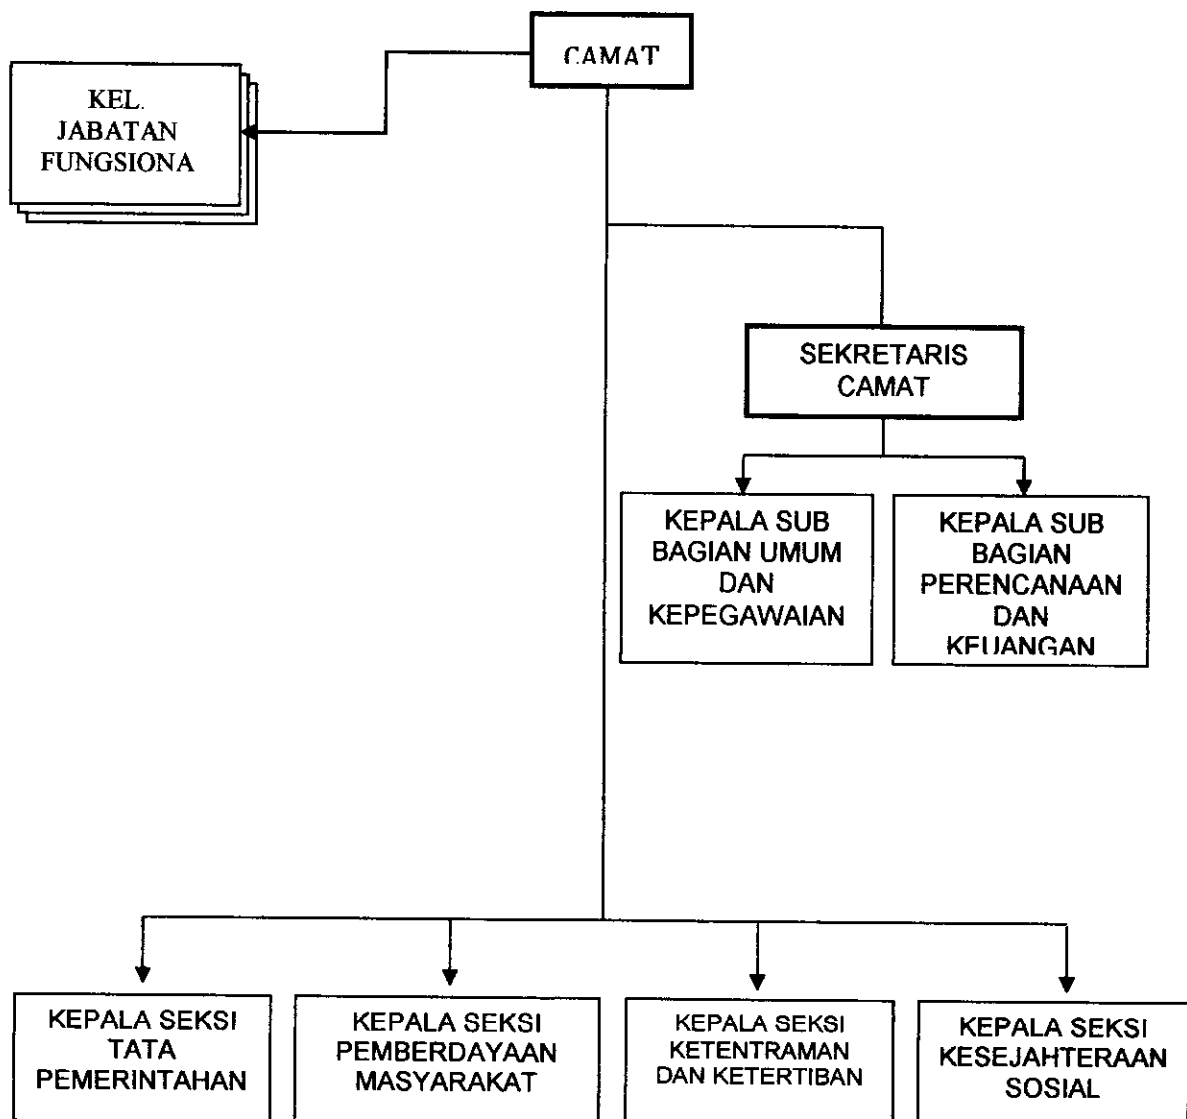 CAMAT
KEL.
JABATAN
FUNGSIONA
SEKRETARIS
CAMAT
KEPALA SUB
BAGIAN UMUM
DAN
KEPEGAWAIAN
KEPALA SUB
BAGIAN
PERENCANAAN
DAN
KEUANGAN
KEPALA SEKSI
TATA
PEMERINTAHAN
KEPALA SEKSI
PEMBERDAYAAN
MASYARAKAT
KEPALA SEKSI
KETENTRAMAN
DAN KETERTIBAN
KEPALA SEKSI
KESEJAHTERAAN
SOSIAL